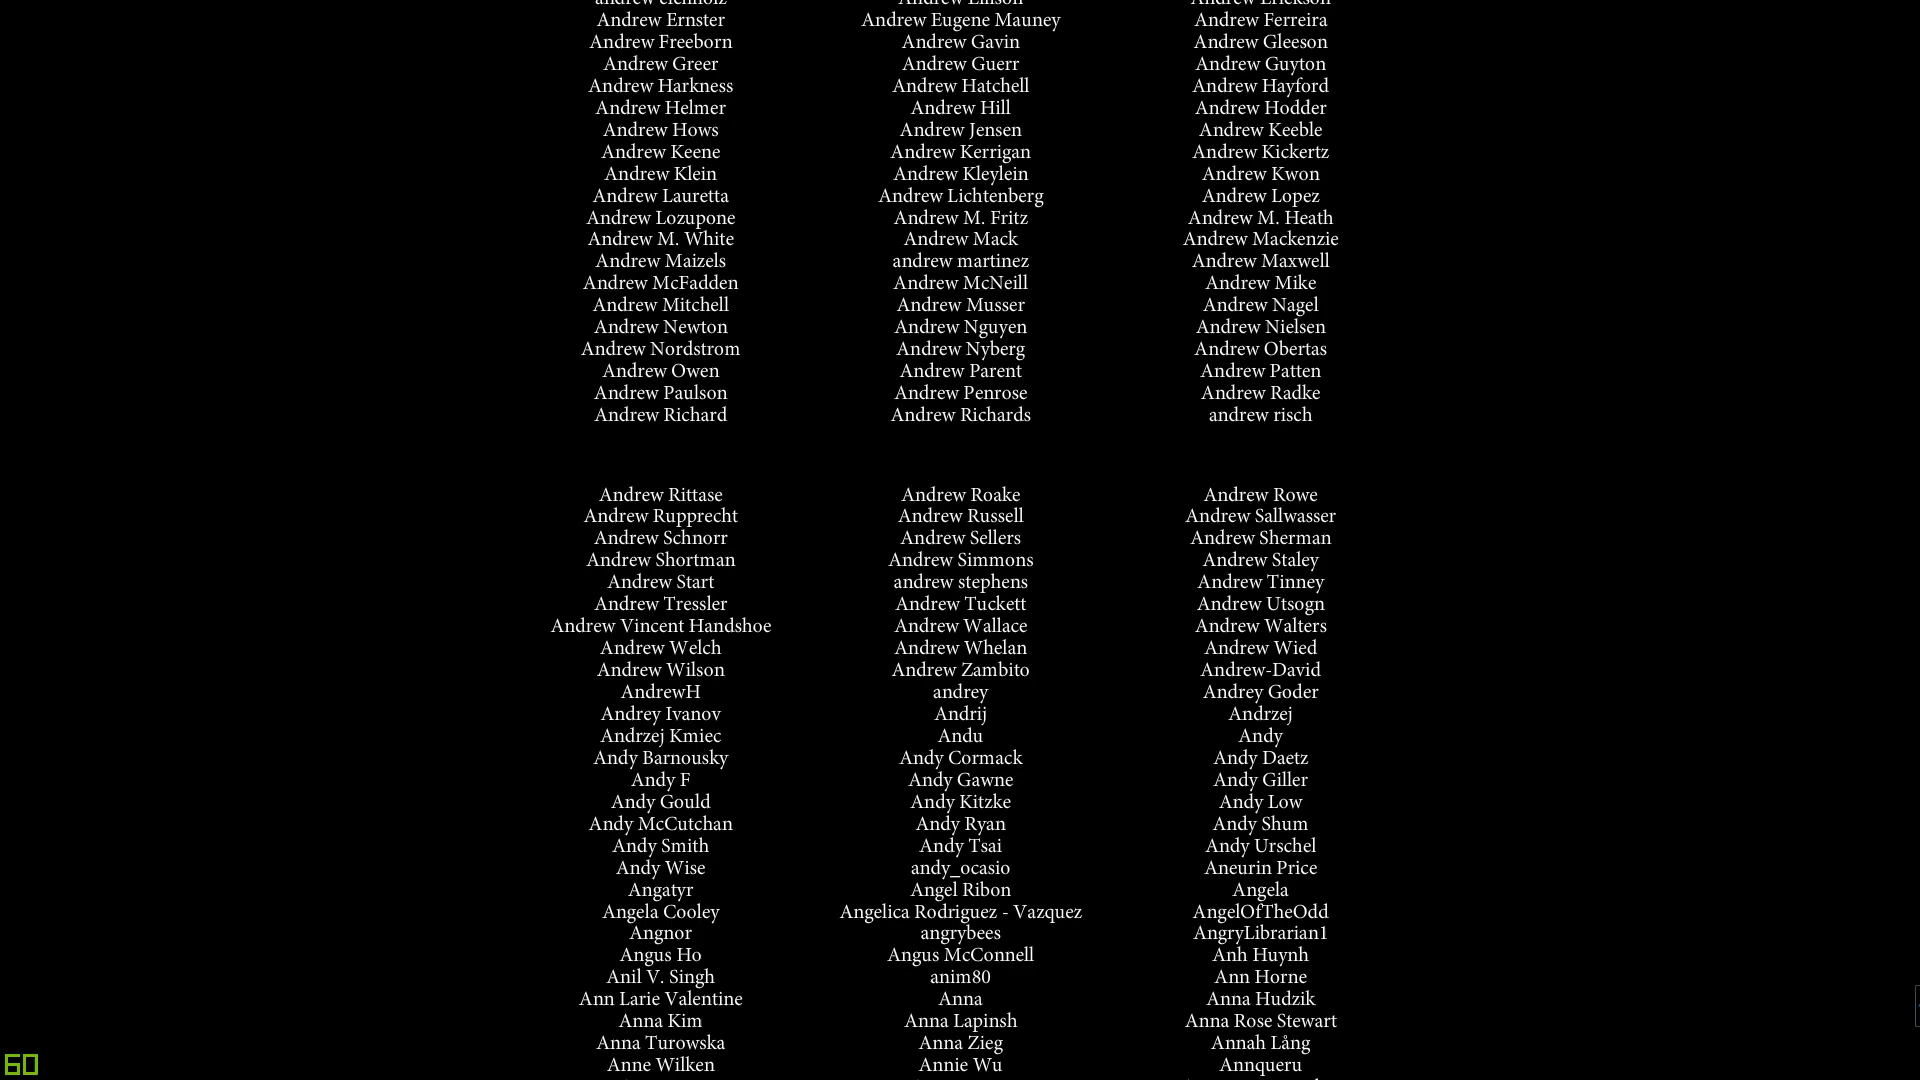 andrew eichholz Andrew Ellison Andrew Erickson
Andrew Ernster Andrew Eugene Mauney Andrew Ferreira
Andrew Freeborn Andrew Gavin Andrew Gleeson
Andrew Greer Andrew Guerr Andrew Guyton
Andrew Harkness Andrew Hatchell Andrew Hayford
Andrew Helmer Andrew Hill Andrew Hodder
Andrew Hows Andrew Jensen Andrew Keeble
Andrew Keene Andrew Kerrigan Andrew Kickertz
Andrew Klein Andrew Kleylein Andrew Kwon
Andrew Lauretta Andrew Lichtenberg Andrew Lopez
Andrew Lozupone Andrew M. Fritz Andrew M. Heath
Andrew M. White Andrew Mack Andrew Mackenzie
Andrew Maizels andrew martinez Andrew Maxwell
Andrew McFadden Andrew McNeill Andrew Mike
Andrew Mitchell Andrew Musser Andrew Nagel
Andrew Newton Andrew Nguyen Andrew Nielsen
Andrew Nordstrom Andrew Nyberg Andrew Obertas
Andrew Owen Andrew Parent Andrew Patten
Andrew Paulson Andrew Penrose Andrew Radke
Andrew Richard Andrew Richards andrew risch
Andrew Rittase Andrew Roake Andrew Rowe
Andrew Rupprecht Andrew Russell Andrew Sallwasser
Andrew Schnorr Andrew Sellers Andrew Sherman
Andrew Shortman Andrew Simmons Andrew Staley
Andrew Start andrew stephens Andrew Tinney
Andrew Tressler Andrew Tuckett Andrew Utsogn
Andrew Vincent Handshoe Andrew Wallace Andrew Walters
Andrew Welch Andrew Whelan Andrew Wied
Andrew Wilson Andrew Zambito Andrew-David
AndrewH andrey Andrey Goder
Andrey Ivanov Andrij Andrzej
Andrzej Kmiec Andu Andy
Andy Barnousky Andy Cormack Andy Daetz
Andy F Andy Gawne Andy Giller
Andy Gould Andy Kitzke Andy Low
Andy McCutchan Andy Ryan Andy Shum
Andy Smith Andy Tsai Andy Urschel
Andy Wise andy_ocasio Aneurin Price
Angatyr Angel Ribon Angela
Angela Cooley Angelica Rodriguez - Vazquez AngelOfTheOdd
Angnor angrybees AngryLibrarian1
Angus Ho Angus McConnell Anh Huynh
Anil V. Singh anim80 Ann Horne
Ann Larie Valentine Anna Anna Hudzik
Anna Kim Anna Lapinsh Anna Rose Stewart
Anna Turowska Anna Zieg Annah Lång
Anne Wilken Annie Wu Annqueru
60